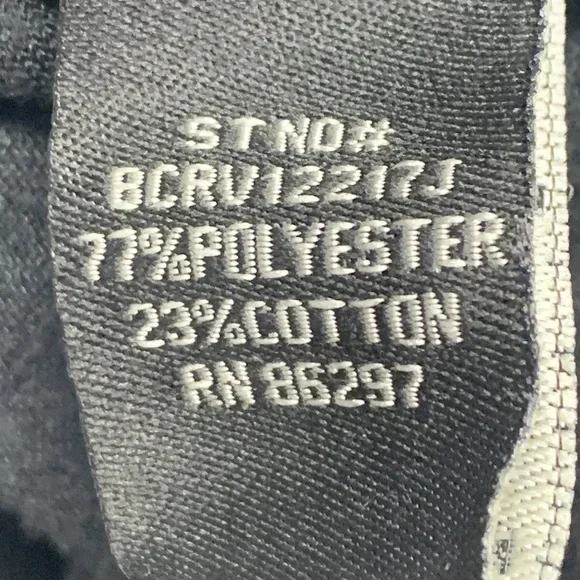 STNO#
BCRV12217J
77%POLYESTER
23%COTTON
RN 86297